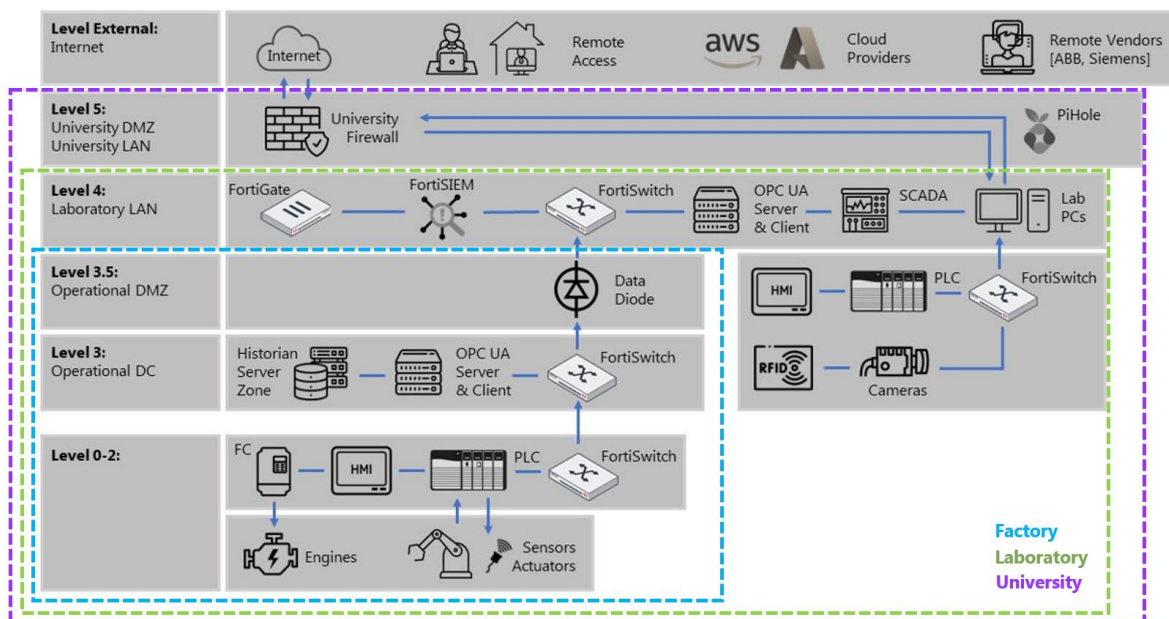 Level External:
Internet
Internet
Remote
Access
aws
Cloud
Providers
Remote Vendors
[ABB, Siemens]
Level 5:
University DMZ
University LAN
University
Firewall
PiHole
Level 4:
Laboratory LAN
FortiGate
FortiSIEM
FortiSwitch
OPC UA
Server
& Client
SCADA
Lab
PCs
Level 3.5:
Operational DMZ
Data
Diode
HMI
PLC
FortiSwitch
RFID
Cameras
Level 3:
Operational DC
Historian
Server
Zone
OPC UA
Server
& Client
FortiSwitch
Level 0-2:
FC
HMI
PLC
FortiSwitch
Engines
Sensors
Actuators
Factory
Laboratory
University